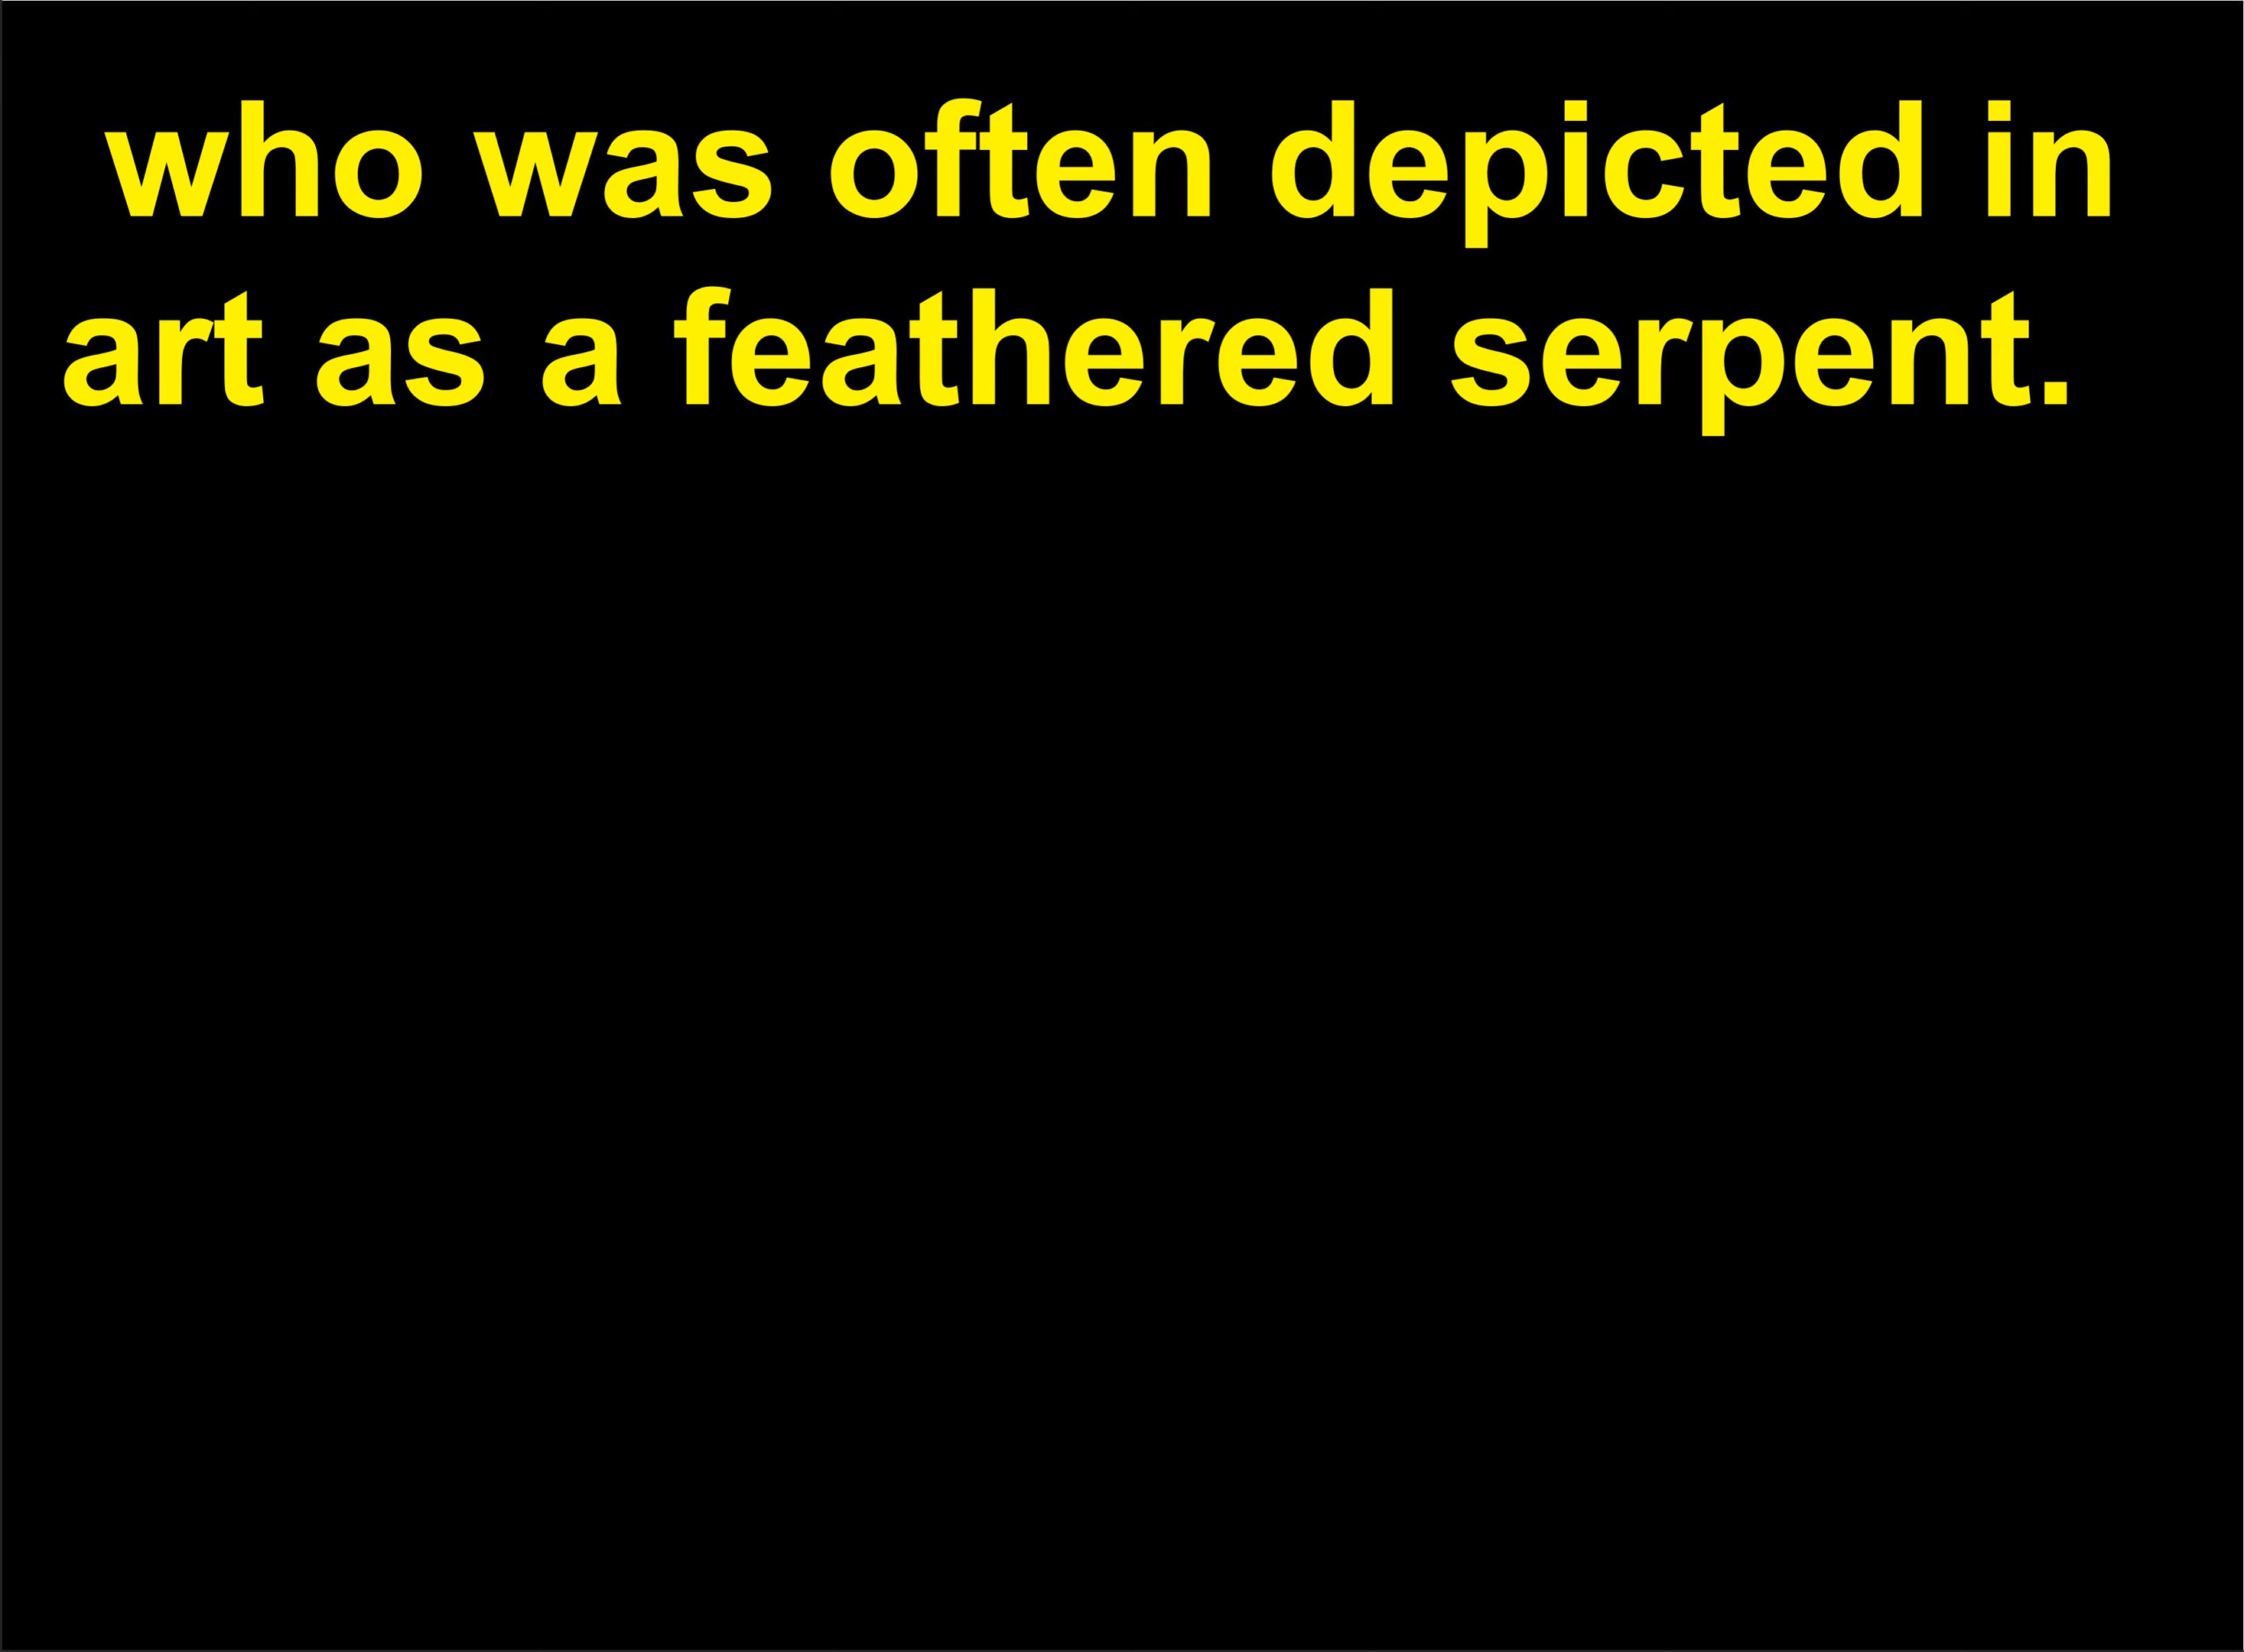 who was often depicted in
art as a feathered serpent.